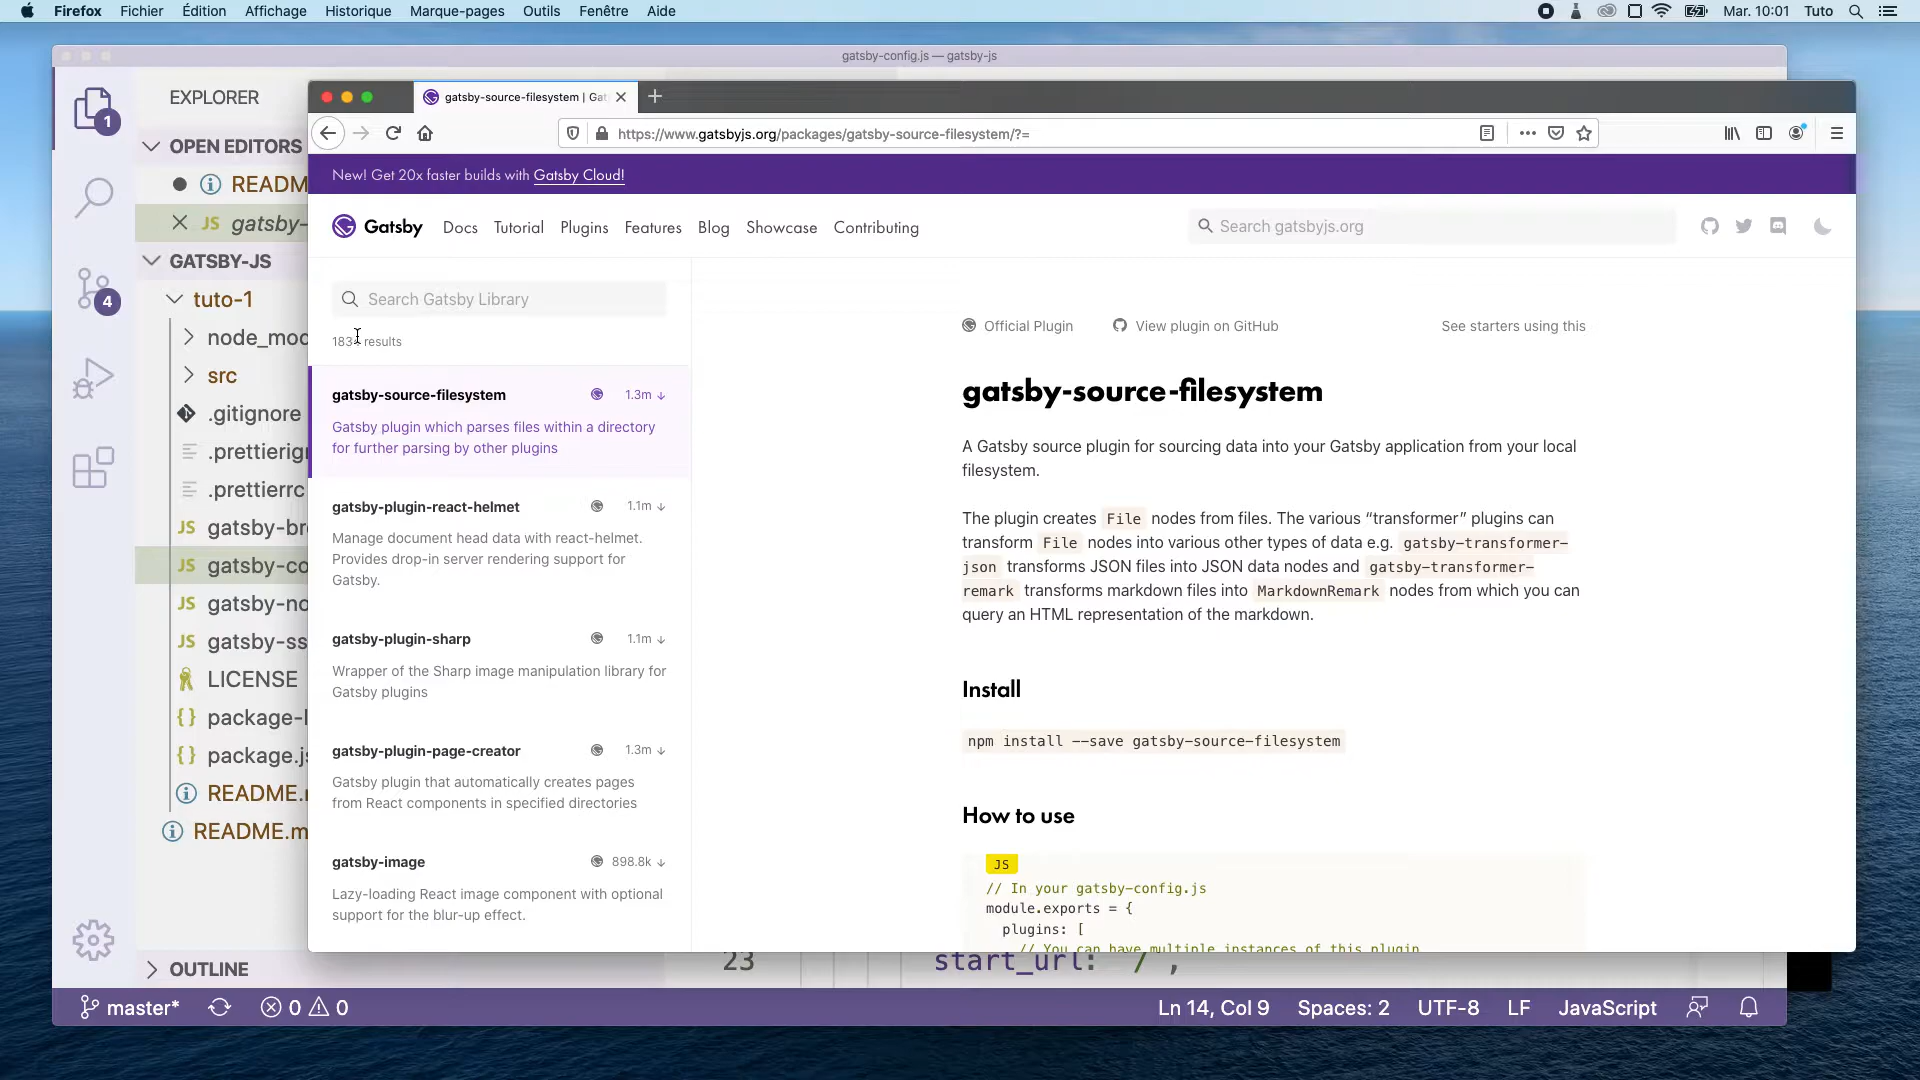 Firefox Fichier Édition Affichage Historique Marque-pages Outils Fenêtre Aide
Mar. 10:01 Tuto
gatsby-config.js — gatsby-js
EXPLORER
1
OPEN EDITORS
READM
JS gatsby-
GATSBY-JS
tuto-1
4
node_mod
src
.gitignore
.prettierig
.prettierrc
JS gatsby-br
JS gatsby-co
JS gatsby-no
JS gatsby-ss
LICENSE
{} package-l
{} package.js
README.
README.m
OUTLINE
gatsby-source-filesystem | Gat
https://www.gatsbyjs.org/packages/gatsby-source-filesystem/?=
New! Get 20x faster builds with Gatsby Cloud!
Gatsby Docs Tutorial Plugins Features Blog Showcase Contributing
Search gatsbyjs.org
Search Gatsby Library
results
gatsby-source-filesystem 1.3m ↓
Gatsby plugin which parses files within a directory
for further parsing by other plugins
gatsby-plugin-react-helmet 1.1m ↓
Manage document head data with react-helmet.
Provides drop-in server rendering support for
Gatsby.
gatsby-plugin-sharp 1.1m ↓
Wrapper of the Sharp image manipulation library for
Gatsby plugins
gatsby-plugin-page-creator 1.3m ↓
Gatsby plugin that automatically creates pages
from React components in specified directories
gatsby-image 898.8k ↓
Lazy-loading React image component with optional
support for the blur-up effect.
Official Plugin View plugin on GitHub See starters using this
gatsby-source-filesystem
A Gatsby source plugin for sourcing data into your Gatsby application from your local
filesystem.
The plugin creates File nodes from files. The various “transformer” plugins can
transform File nodes into various other types of data e.g. gatsby-transformer-
json transforms JSON files into JSON data nodes and gatsby-transformer-
remark transforms markdown files into MarkdownRemark nodes from which you can
query an HTML representation of the markdown.
Install
npm install --save gatsby-source-filesystem
How to use
JS
// In your gatsby-config.js
module.exports = {
plugins: [
// You can have multiple instances of this plugin
23 start_url: `/`,
master* 0 0
Ln 14, Col 9 Spaces: 2 UTF-8 LF JavaScript